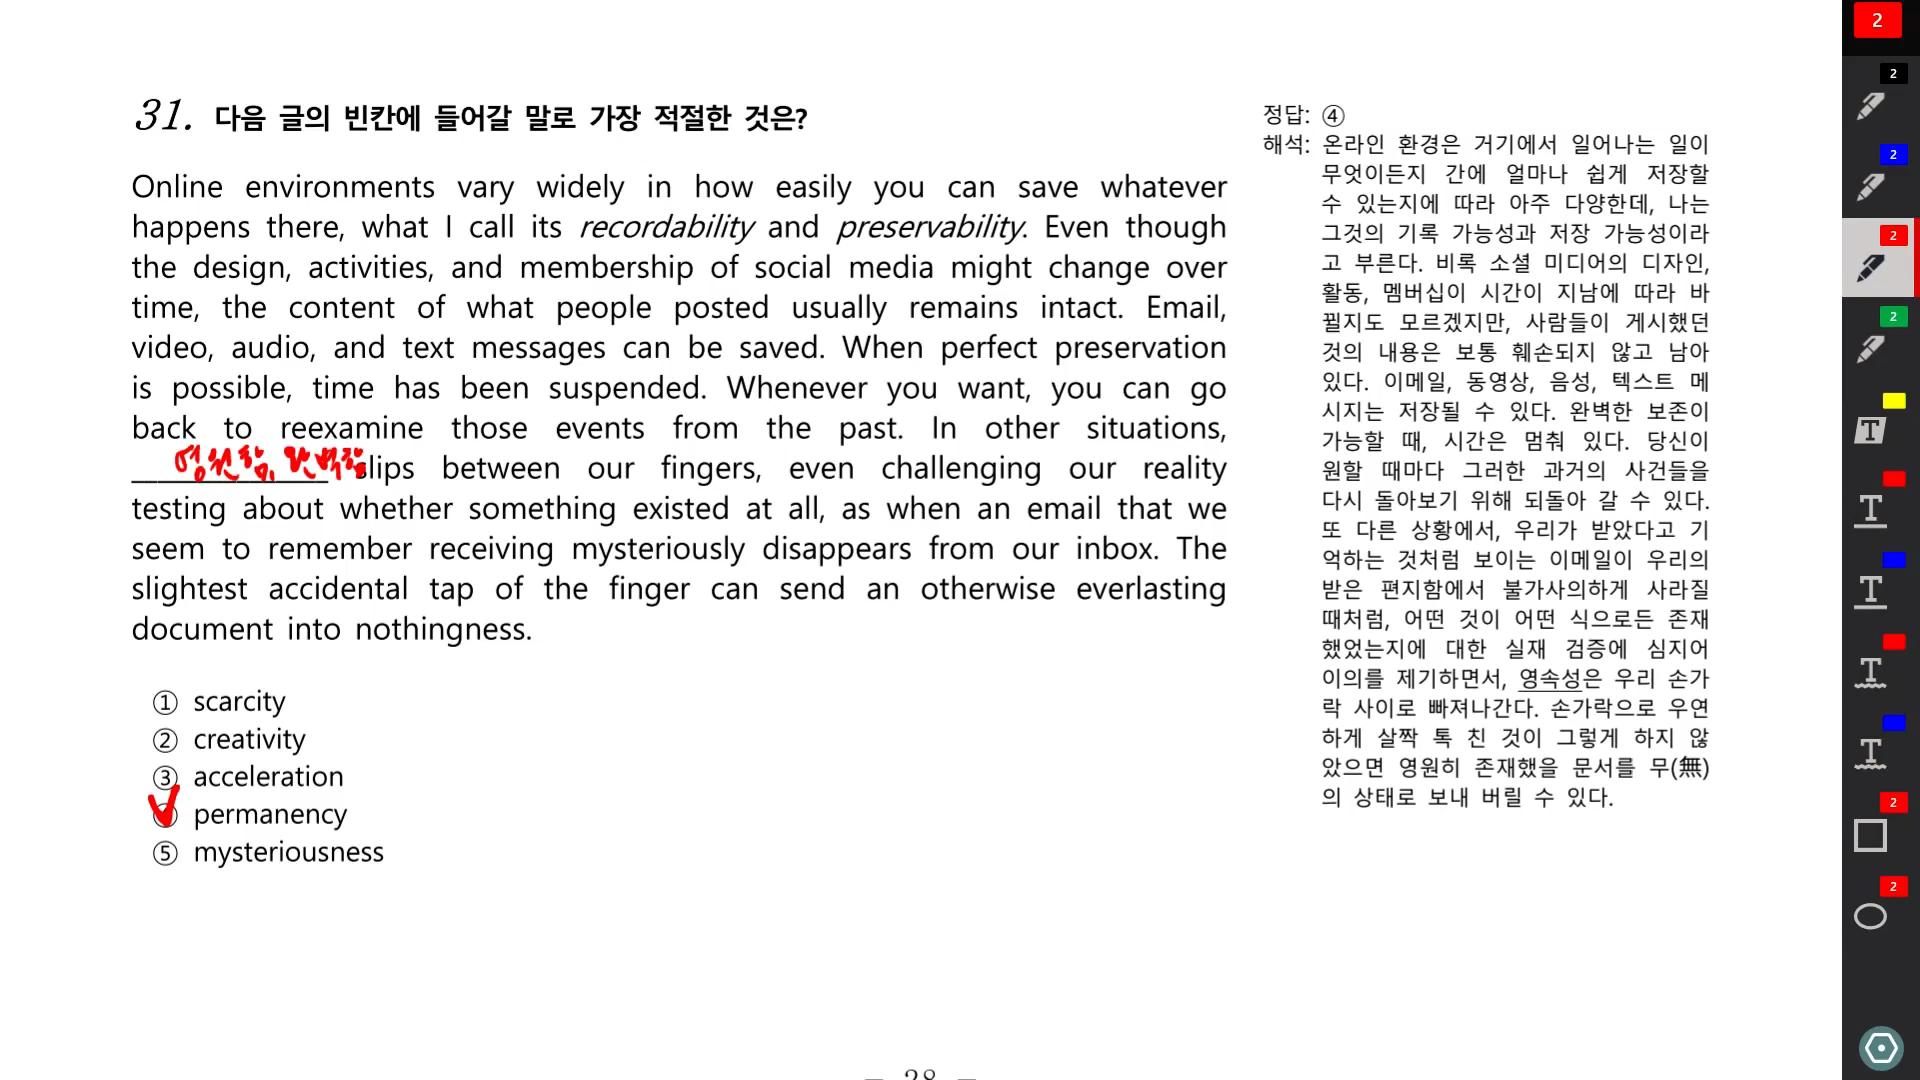 31. 다음 글의 빈칸에 들어갈 말로 가장 적절한 것은?
Online environments vary widely in how easily you can save whatever
happens there, what I call its recordability and preservability. Even though
the design, activities, and membership of social media might change over
time, the content of what people posted usually remains intact. Email,
video, audio, and text messages can be saved. When perfect preservation
is possible, time has been suspended. Whenever you want, you can go
back to reexamine those events from the past. In other situations,
영원함, 완벽함 slips between our fingers, even challenging our reality
testing about whether something existed at all, as when an email that we
seem to remember receiving mysteriously disappears from our inbox. The
slightest accidental tap of the finger can send an otherwise everlasting
document into nothingness.
① scarcity
② creativity
③ acceleration
④ permanency
⑤ mysteriousness
정답: ④
해석: 온라인 환경은 거기에서 일어나는 일이
무엇이든지 간에 얼마나 쉽게 저장할
수 있는지에 따라 아주 다양한데, 나는
그것의 기록 가능성과 저장 가능성이라
고 부른다. 비록 소셜 미디어의 디자인,
활동, 멤버십이 시간이 지남에 따라 바
뀔지도 모르겠지만, 사람들이 게시했던
것의 내용은 보통 훼손되지 않고 남아
있다. 이메일, 동영상, 음성, 텍스트 메
시지는 저장될 수 있다. 완벽한 보존이
가능할 때, 시간은 멈춰 있다. 당신이
원할 때마다 그러한 과거의 사건들을
다시 돌아보기 위해 되돌아 갈 수 있다.
또 다른 상황에서, 우리가 받았다고 기
억하는 것처럼 보이는 이메일이 우리의
받은 편지함에서 불가사의하게 사라질
때처럼, 어떤 것이 어떤 식으로든 존재
했었는지에 대한 실재 검증에 심지어
이의를 제기하면서, 영속성은 우리 손가
락 사이로 빠져나간다. 손가락으로 우연
하게 살짝 톡 친 것이 그렇게 하지 않
았으면 영원히 존재했을 문서를 무(無)
의 상태로 보내 버릴 수 있다.
- 28 -
2
2
2
2
2
T
T
T
T
T
2
2